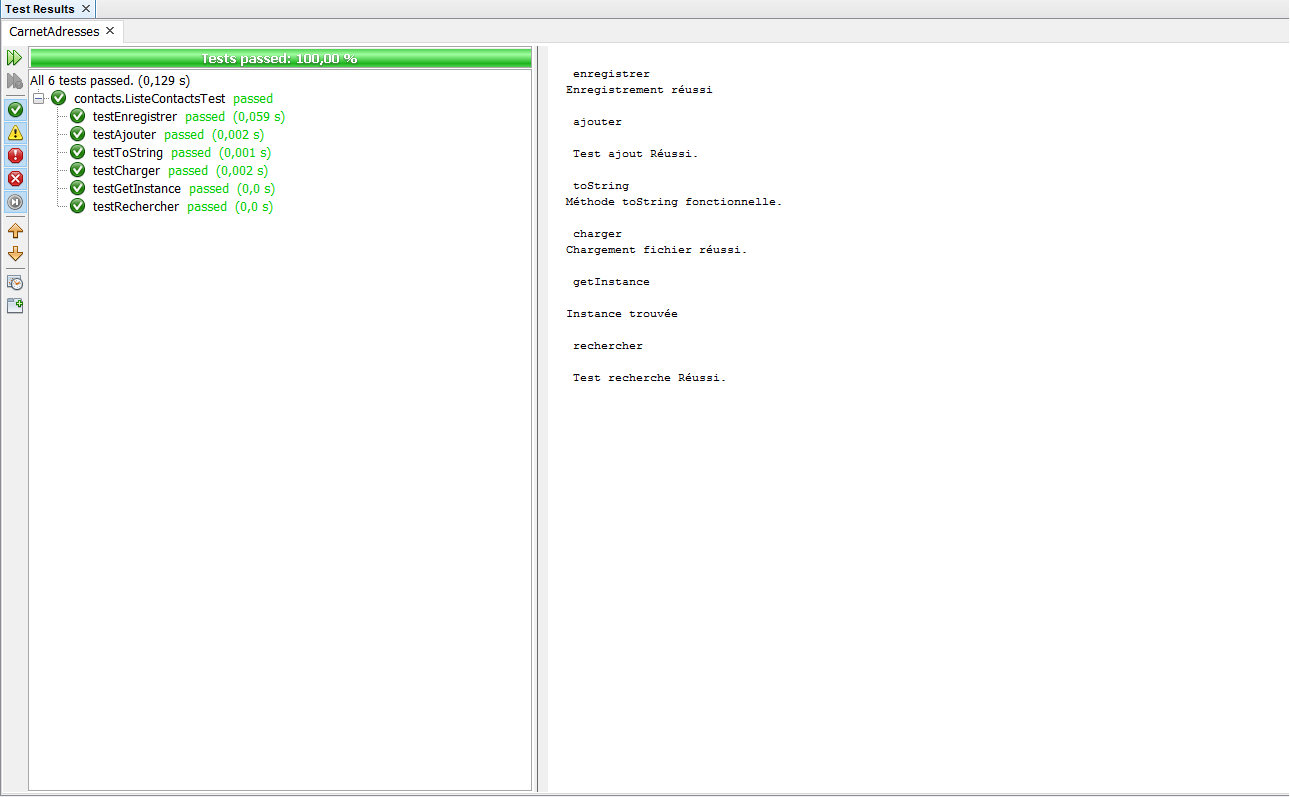 Test Results
CarnetAdresses
Tests passed: 100,00 %
All 6 tests passed. (0,129 s)
contacts.ListeContactsTest passed
testEnregistrer passed (0,059 s)
testAjouter passed (0,002 s)
testToString passed (0,001 s)
testCharger passed (0,002 s)
testGetInstance passed (0,0 s)
testRechercher passed (0,0 s)
enregistrer
Enregistrement réussi
ajouter
Test ajout Réussi.
toString
Méthode toString fonctionnelle.
charger
Chargement fichier réussi.
getInstance
Instance trouvée
rechercher
Test recherche Réussi.